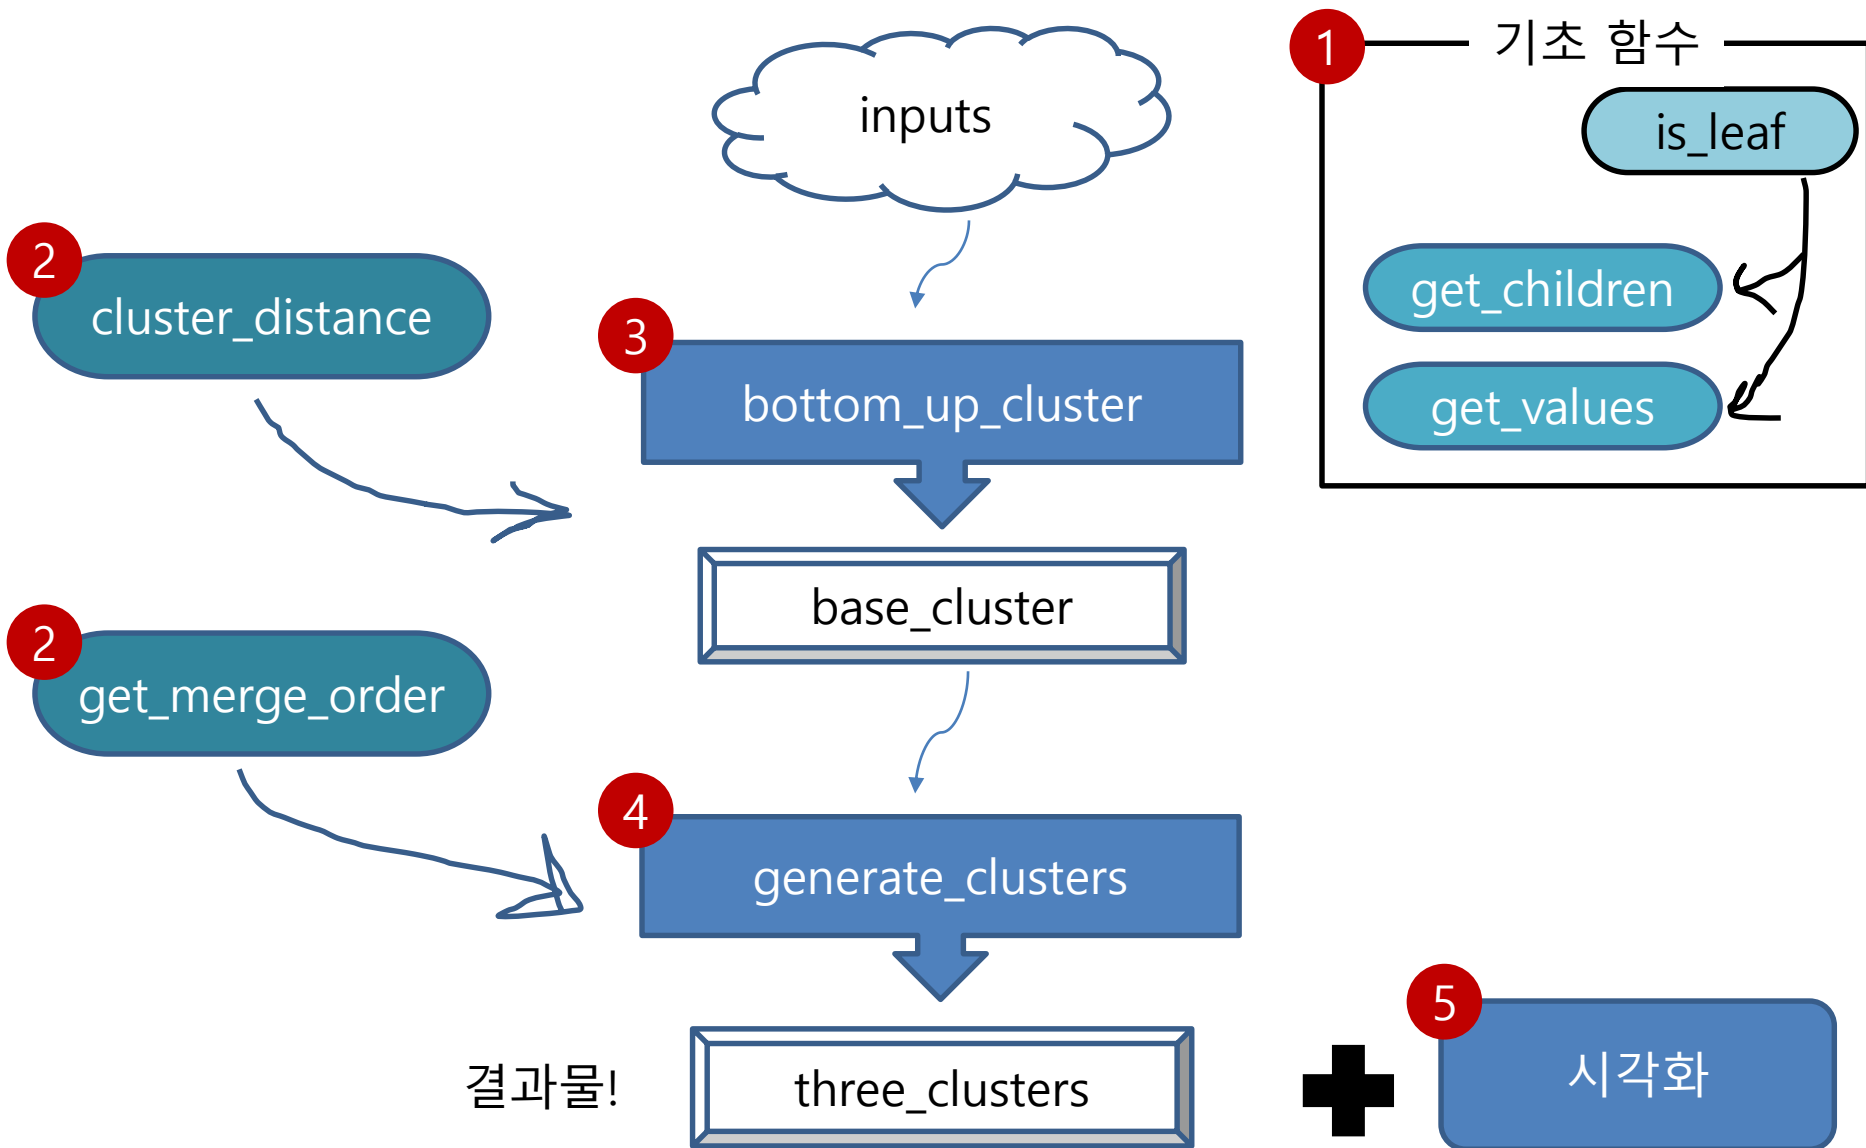 inputs
1
기초 함수
is_leaf
get_children
get_values
2
cluster_distance
3
bottom_up_cluster
base_cluster
2
get_merge_order
4
generate_clusters
결과물!
three_clusters
5
시각화